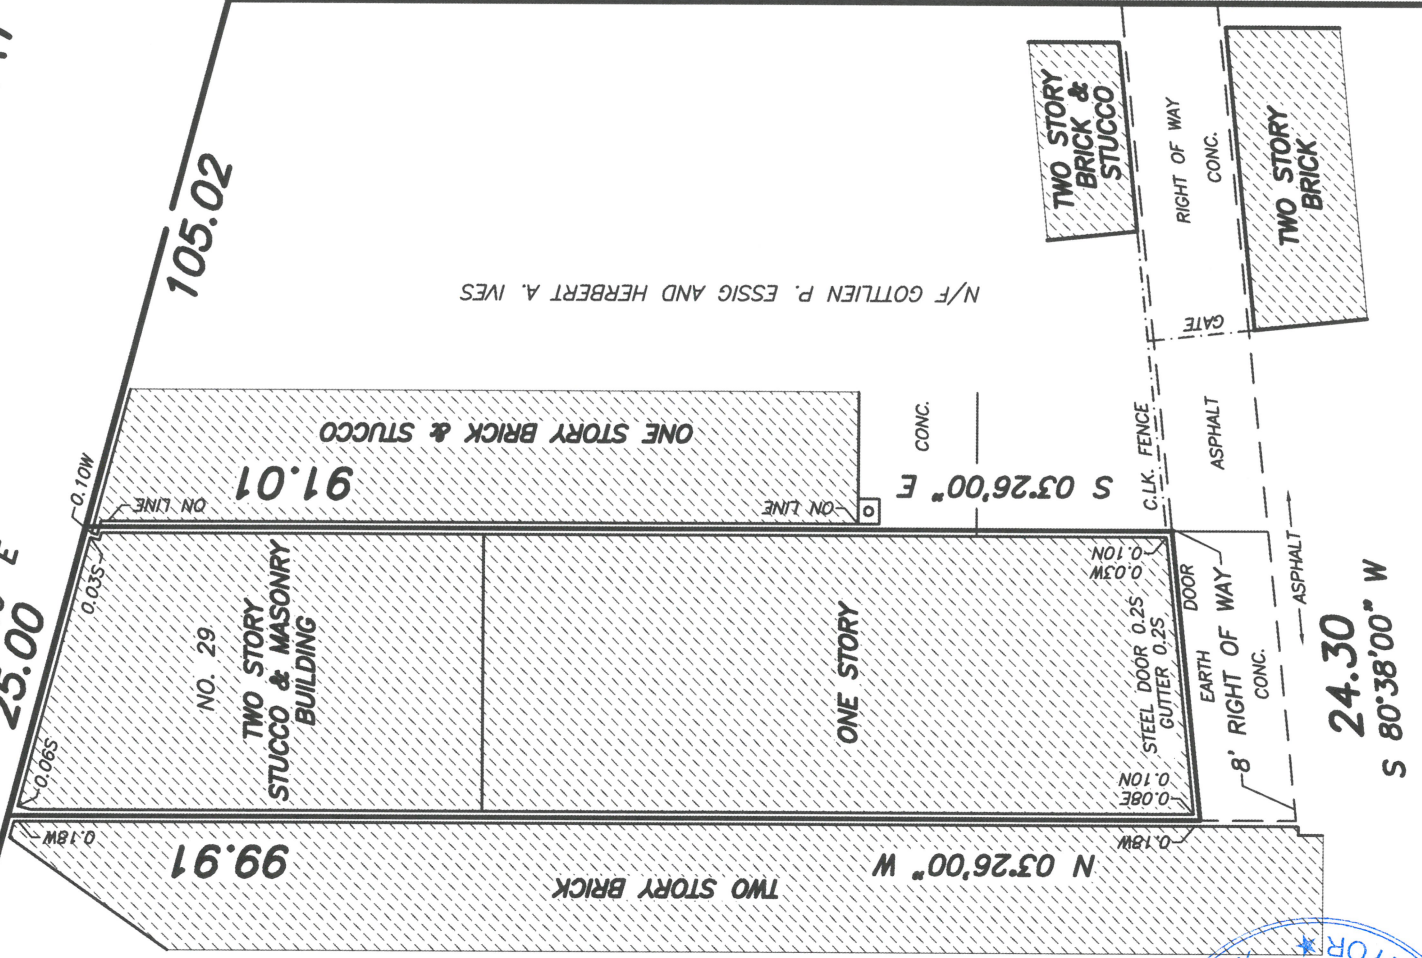 105.02
TWO STORY
BRICK &
STUCCO
RIGHT OF WAY
CONC.
TWO STORY
BRICK
N/F GOTTLIEN P. ESSIG AND HERBERT A. IVES
GATE
ONE STORY BRICK & STUCCO
91.01
CONC.
S 03°26'00" E
C.LK. FENCE
ASPHALT
0.10W
ON LINE
ON LINE
E
25.00
0.03S
NO. 29
TWO STORY
STUCCO & MASONRY
BUILDING
ONE STORY
0.10N
0.03W
DOOR
STEEL DOOR 0.2S
GUTTER 0.2S
EARTH
8' RIGHT OF WAY
CONC.
ASPHALT
24.30
S 80°38'00" W
0.06S
0.10N
0.08E
0.18W
0.18W
99.91
N 03°26'00" W
TWO STORY BRICK
TOR ★